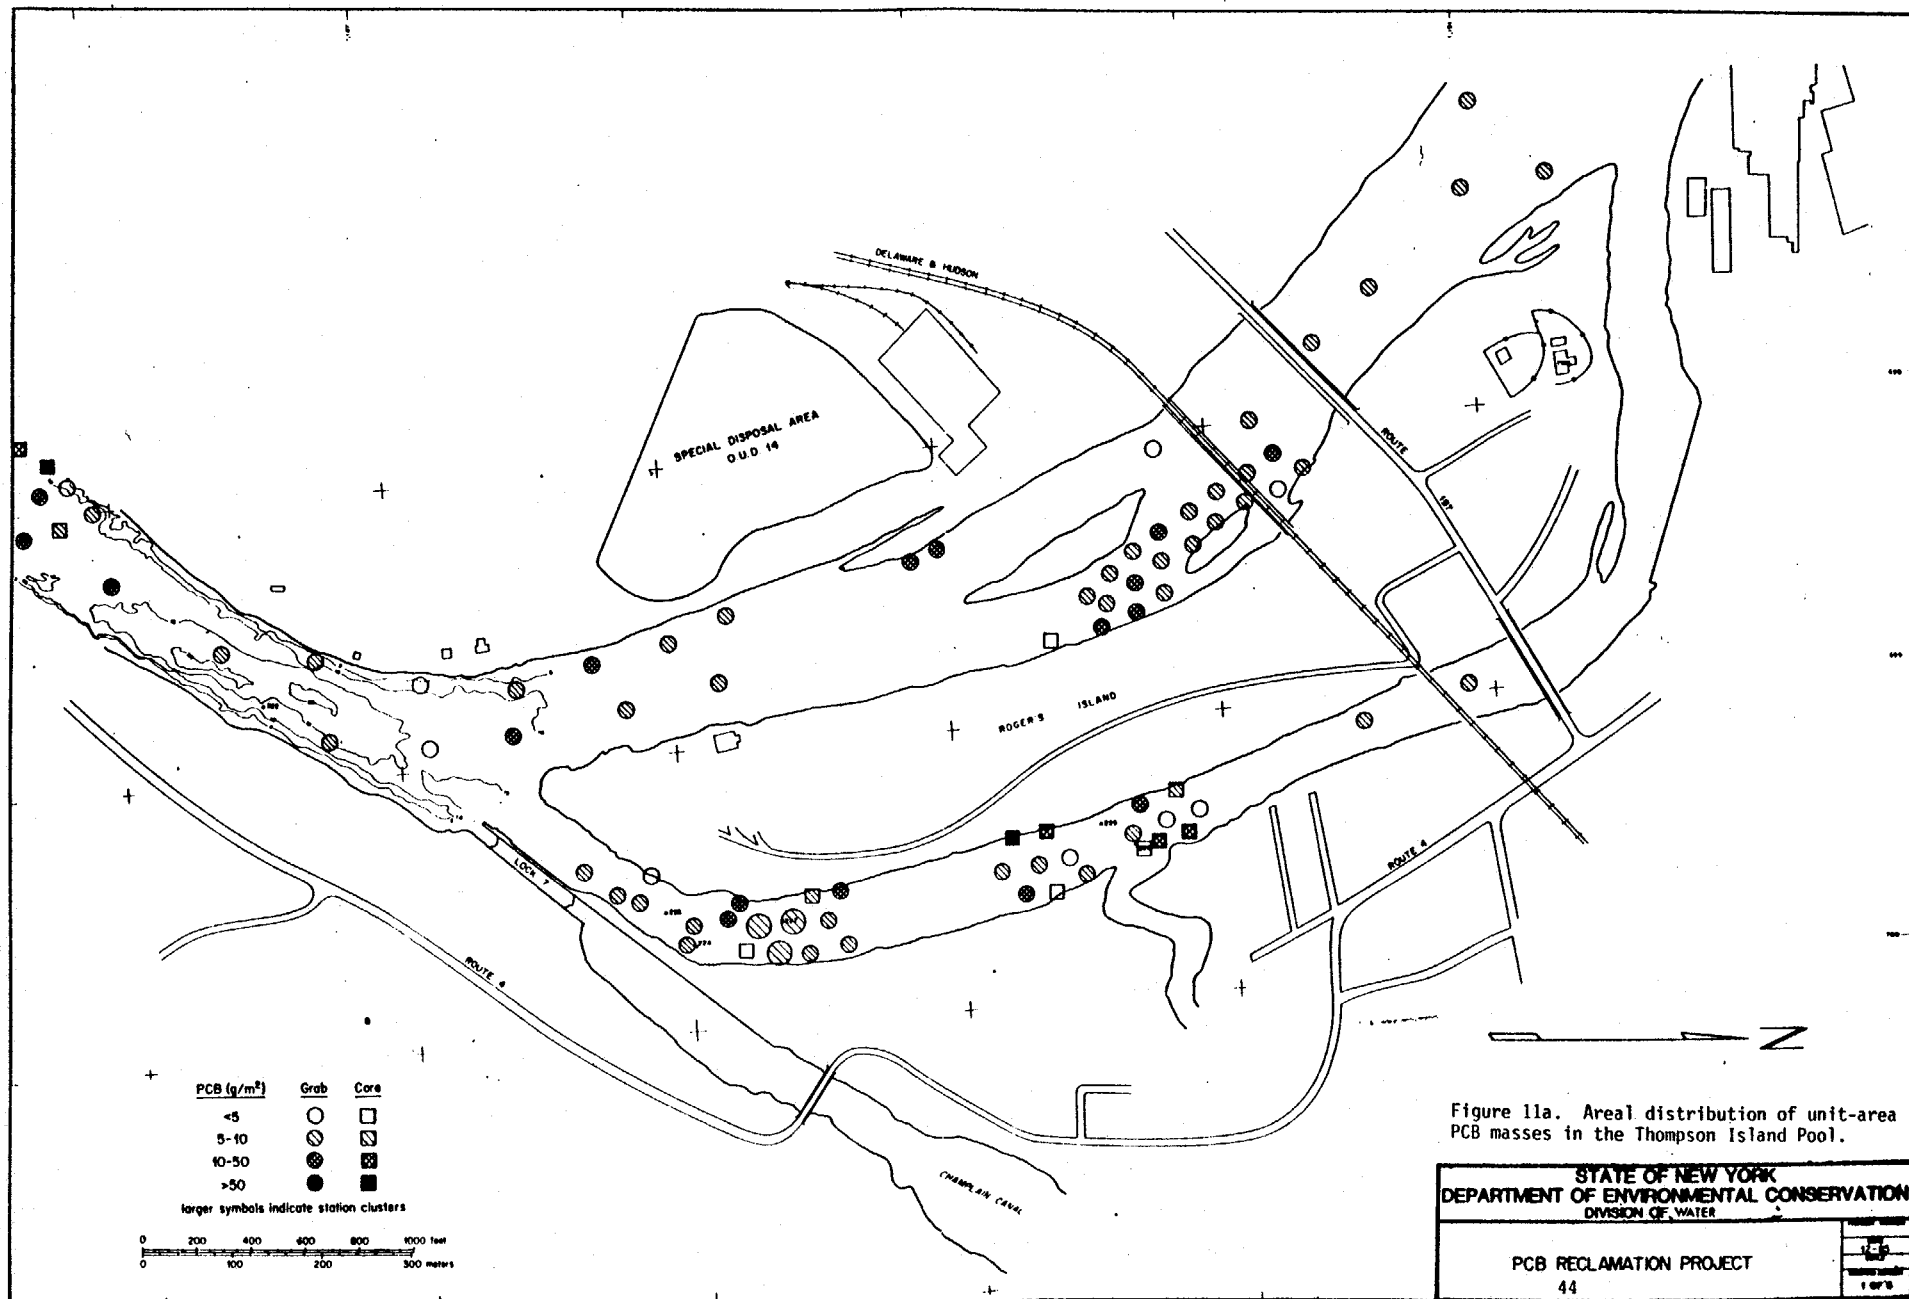 DELAWARE & HUDSON
SPECIAL DISPOSAL AREA
O.U.D. 14
ROUTE
197
ROGER'S ISLAND
LOCK 7
ROUTE 4
ROUTE 4
CHAMPLAIN CANAL
PCB (g/m²) Grab Core
<5
5-10
10-50
>50
larger symbols indicate station clusters
0 200 400 600 800 1000 feet
0 100 200 300 meters
N
Figure 11a. Areal distribution of unit-area
PCB masses in the Thompson Island Pool.
STATE OF NEW YORK
DEPARTMENT OF ENVIRONMENTAL CONSERVATION
DIVISION OF WATER
PCB RECLAMATION PROJECT
44